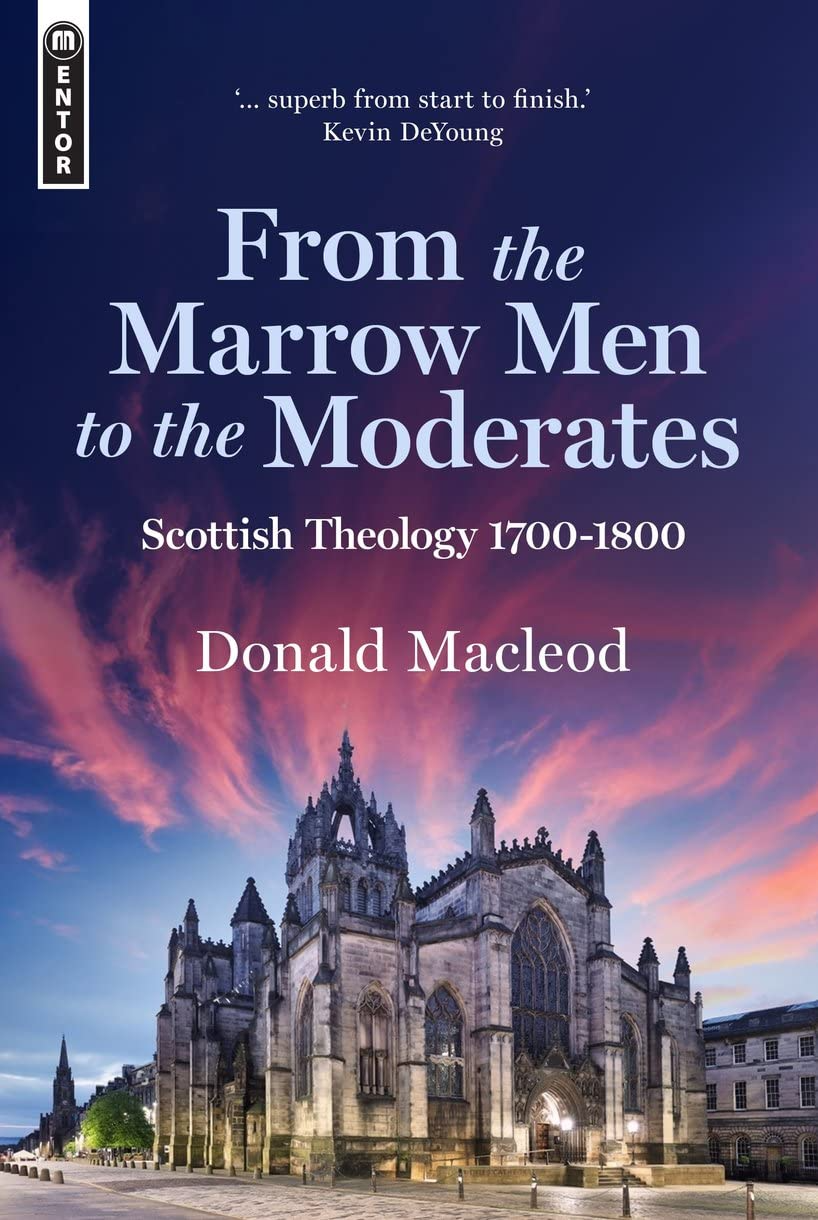 MENTOR
‘... superb from start to finish.’
Kevin DeYoung
From the
Marrow Men
to the Moderates
Scottish Theology 1700-1800
Donald Macleod